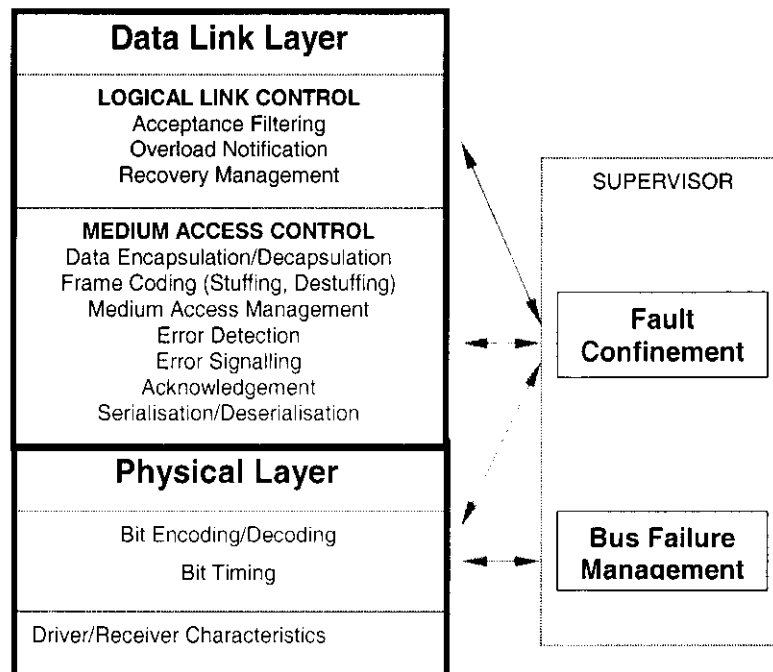 Data Link Layer
LOGICAL LINK CONTROL
Acceptance Filtering
Overload Notification
Recovery Management
MEDIUM ACCESS CONTROL
Data Encapsulation/Decapsulation
Frame Coding (Stuffing, Destuffing)
Medium Access Management
Error Detection
Error Signalling
Acknowledgement
Serialisation/Deserialisation
Physical Layer
Bit Encoding/Decoding
Bit Timing
Driver/Receiver Characteristics
SUPERVISOR
Fault
Confinement
Bus Failure
Management